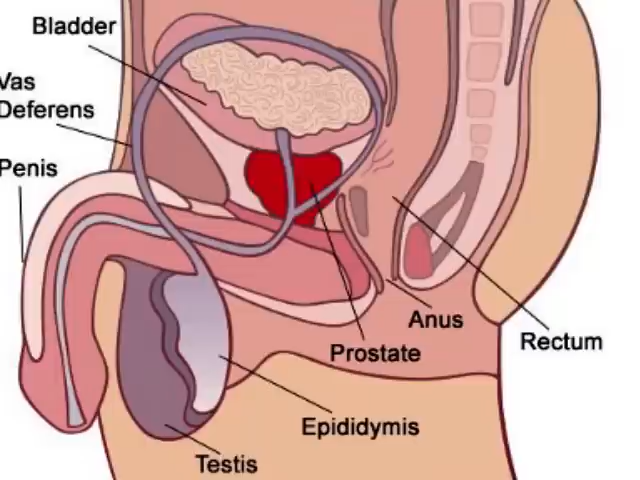 Bladder
Vas
Deferens
Penis
Anus
Rectum
Prostate
Epididymis
Testis